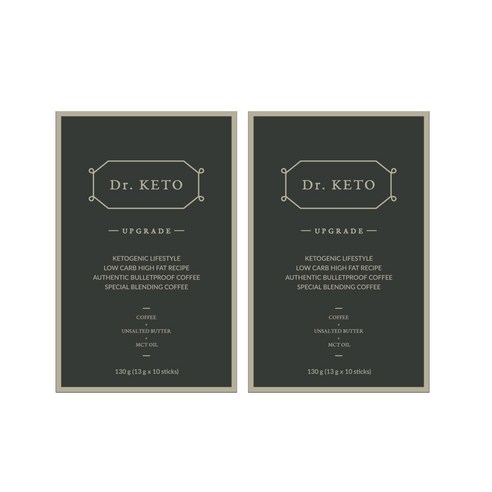 Dr. KETO
UPGRADE
KETOGENIC LIFESTYLE
LOW CARB HIGH FAT RECIPE
AUTHENTIC BULLETPROOF COFFEE
SPECIAL BLENDING COFFEE
COFFEE
+
UNSALTED BUTTER
+
MCT OIL
130 g (13 g x 10 sticks)
Dr. KETO
UPGRADE
KETOGENIC LIFESTYLE
LOW CARB HIGH FAT RECIPE
AUTHENTIC BULLETPROOF COFFEE
SPECIAL BLENDING COFFEE
COFFEE
+
UNSALTED BUTTER
+
MCT OIL
130 g (13 g x 10 sticks)